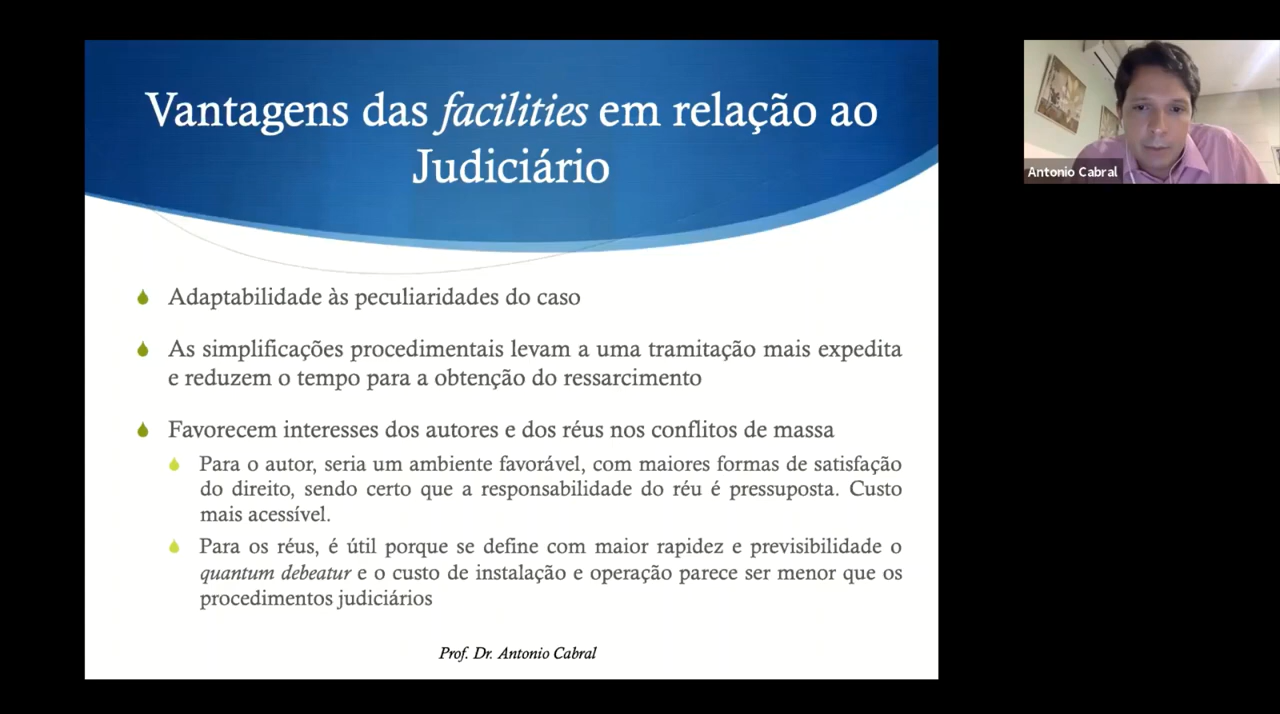 Vantagens das facilities em relação ao
Judiciário
Antonio Cabral
Adaptabilidade às peculiaridades do caso
As simplificações procedimentais levam a uma tramitação mais expedita
e reduzem o tempo para a obtenção do ressarcimento
Favorecem interesses dos autores e dos réus nos conflitos de massa
Para o autor, seria um ambiente favorável, com maiores formas de satisfação
do direito, sendo certo que a responsabilidade do réu é pressuposta. Custo
mais acessível.
Para os réus, é útil porque se define com maior rapidez e previsibilidade o
quantum debeatur e o custo de instalação e operação parece ser menor que os
procedimentos judiciários
Prof. Dr. Antonio Cabral